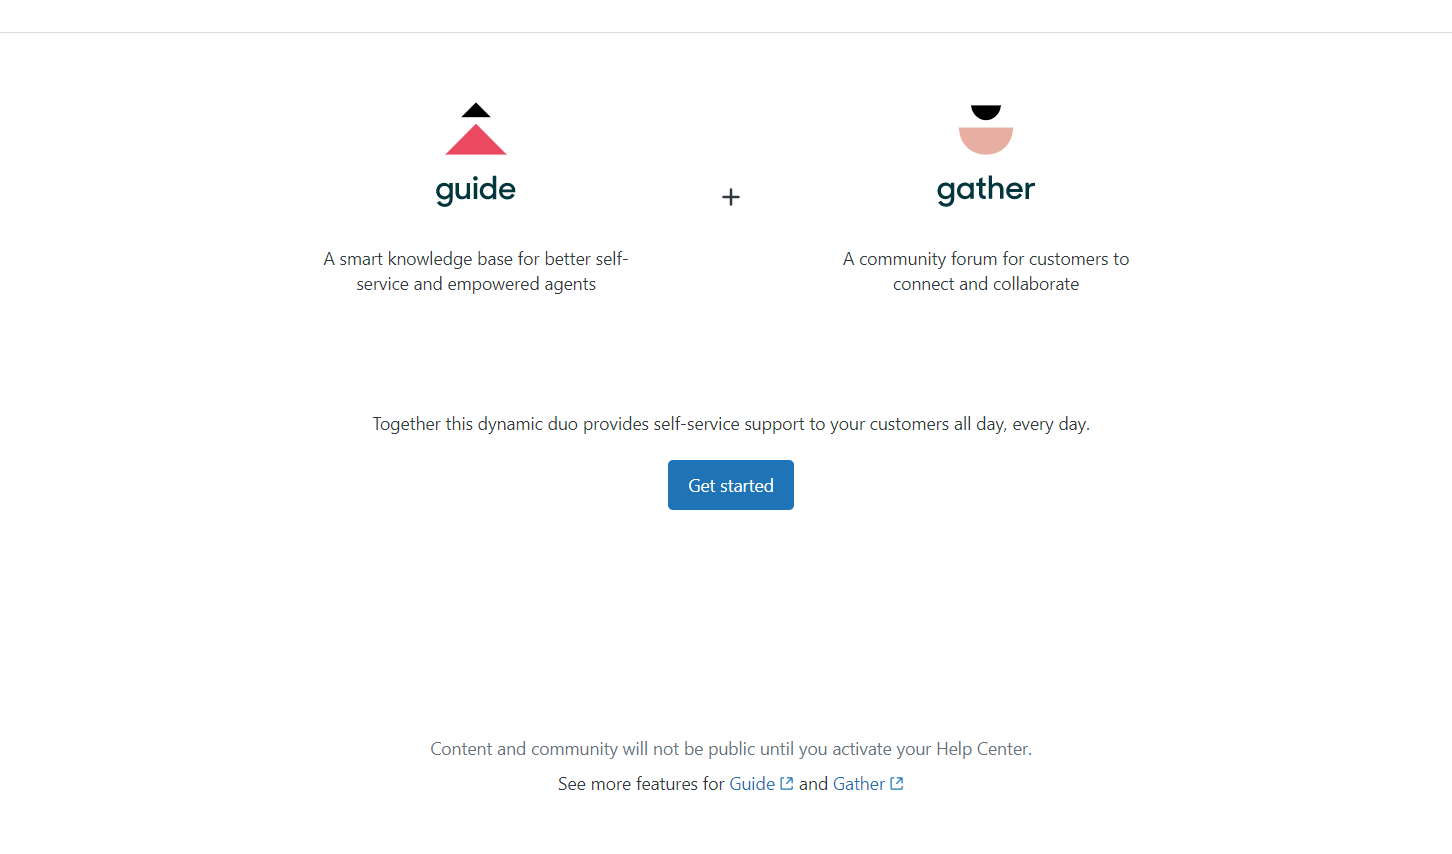 guide
+
gather
A smart knowledge base for better self-
service and empowered agents
A community forum for customers to
connect and collaborate
Together this dynamic duo provides self-service support to your customers all day, every day.
Get started
Content and community will not be public until you activate your Help Center.
See more features for Guide and Gather